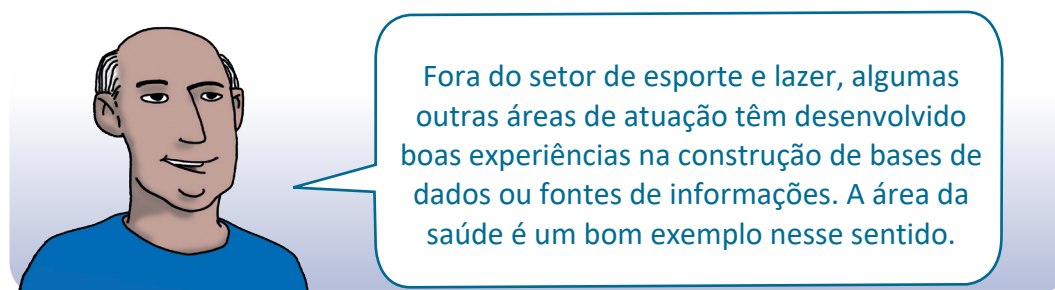 Fora do setor de esporte e lazer, algumas
outras áreas de atuação têm desenvolvido
boas experiências na construção de bases de
dados ou fontes de informações. A área da
saúde é um bom exemplo nesse sentido.